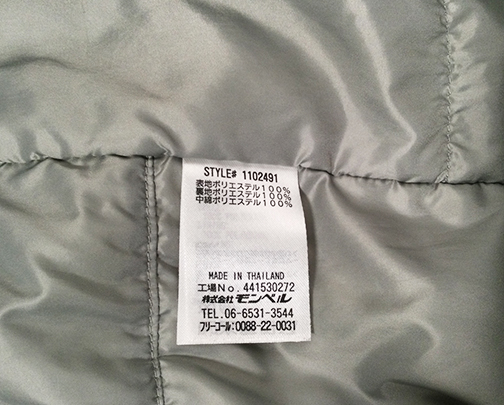 STYLE# 1102491
表地ポリエステル100%
裏地ポリエステル100%
中綿ポリエステル100%
MADE IN THAILAND
工場No.441530272
株式会社モンベル
TEL.06-6531-3544
フリーコール:0088-22-0031